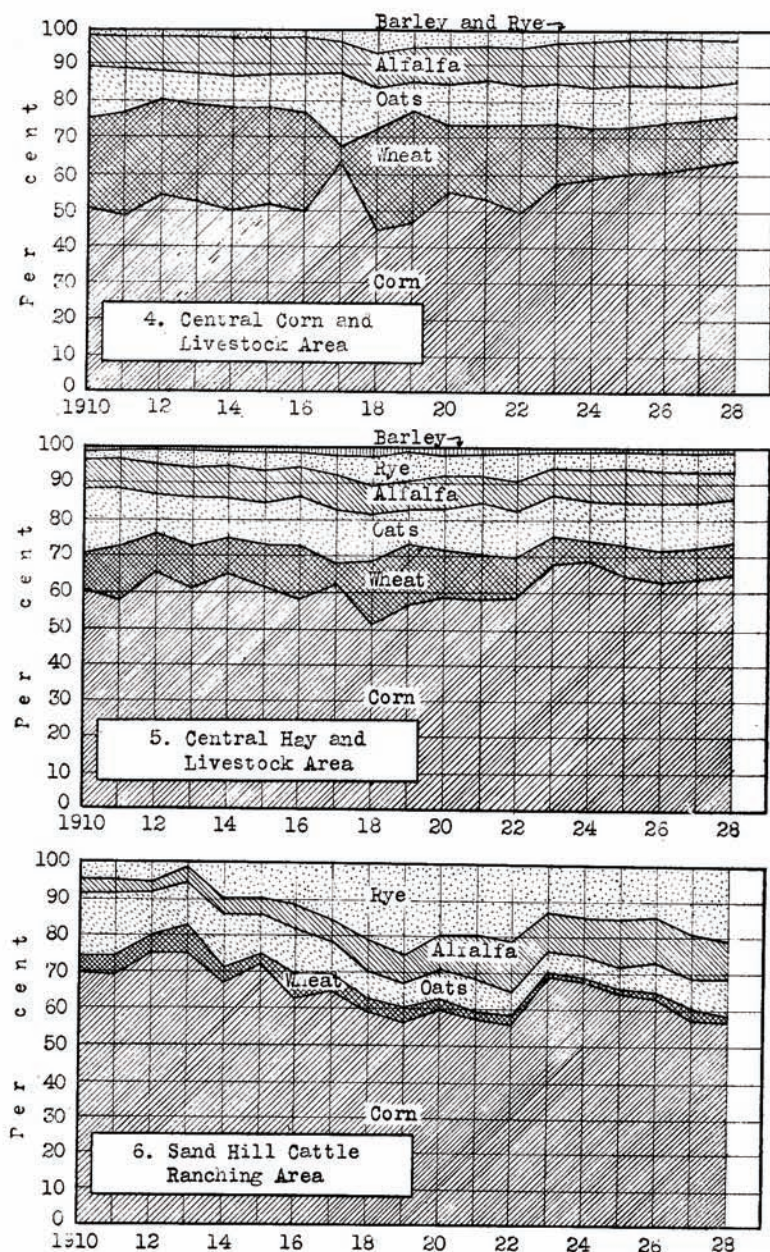 Barley and Rye
100
90
80
70
60
50
40
30
20
10
0
Per cent
Alfalfa
Oats
Wheat
Corn
4. Central Corn and
Livestock Area
1910 12 14 16 18 20 22 24 26 28
Barley
100
90
80
70
60
50
40
30
20
10
0
Per cent
Rye
Alfalfa
Oats
Wheat
Corn
5. Central Hay and
Livestock Area
1910 12 14 16 18 20 22 24 26 28
100
90
80
70
60
50
40
30
20
10
0
Per cent
Rye
Alfalfa
Wheat
Oats
Corn
6. Sand Hill Cattle
Ranching Area
1910 12 14 16 18 20 22 24 26 28